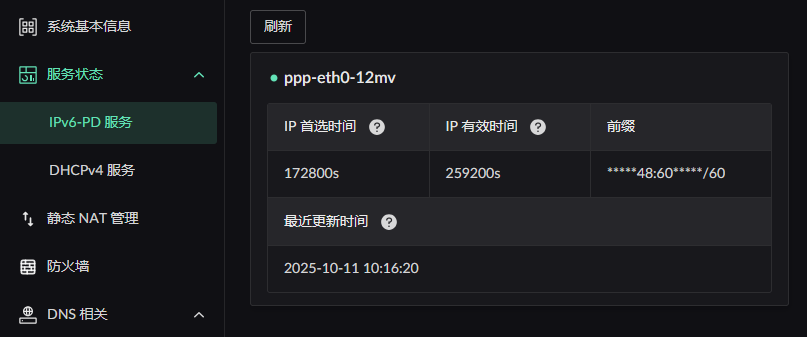 系统基本信息
服务状态
IPv6-PD 服务
DHCPv4 服务
静态 NAT 管理
防火墙
DNS 相关
刷新
ppp-eth0-12mv
IP 首选时间 ? IP 有效时间 ? 前缀
172800s 259200s *****48:60*****/60
最近更新时间 ?
2025-10-11 10:16:20